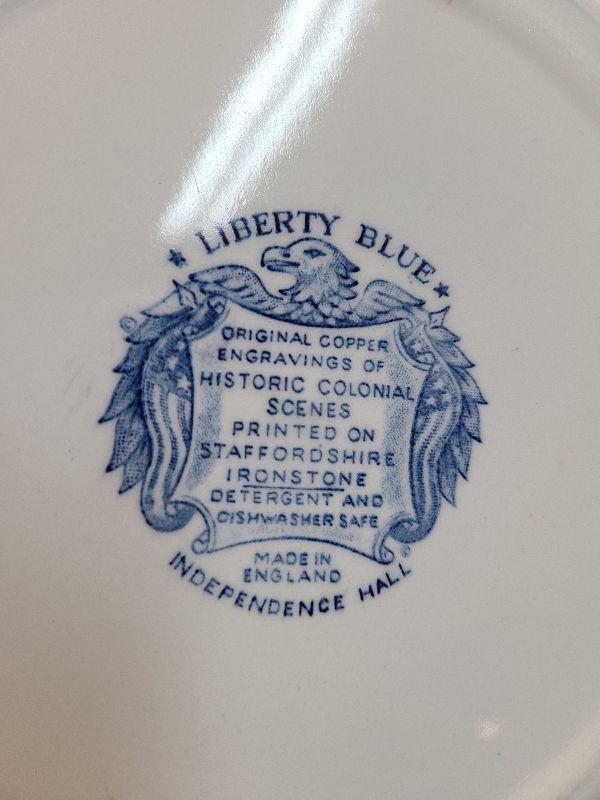 LIBERTY BLUE
ORIGINAL COPPER
ENGRAVINGS OF
HISTORIC COLONIAL
SCENES
PRINTED ON
STAFFORDSHIRE
IRONSTONE
DETERGENT AND
DISHWASHER SAFE
MADE IN
ENGLAND
INDEPENDENCE HALL